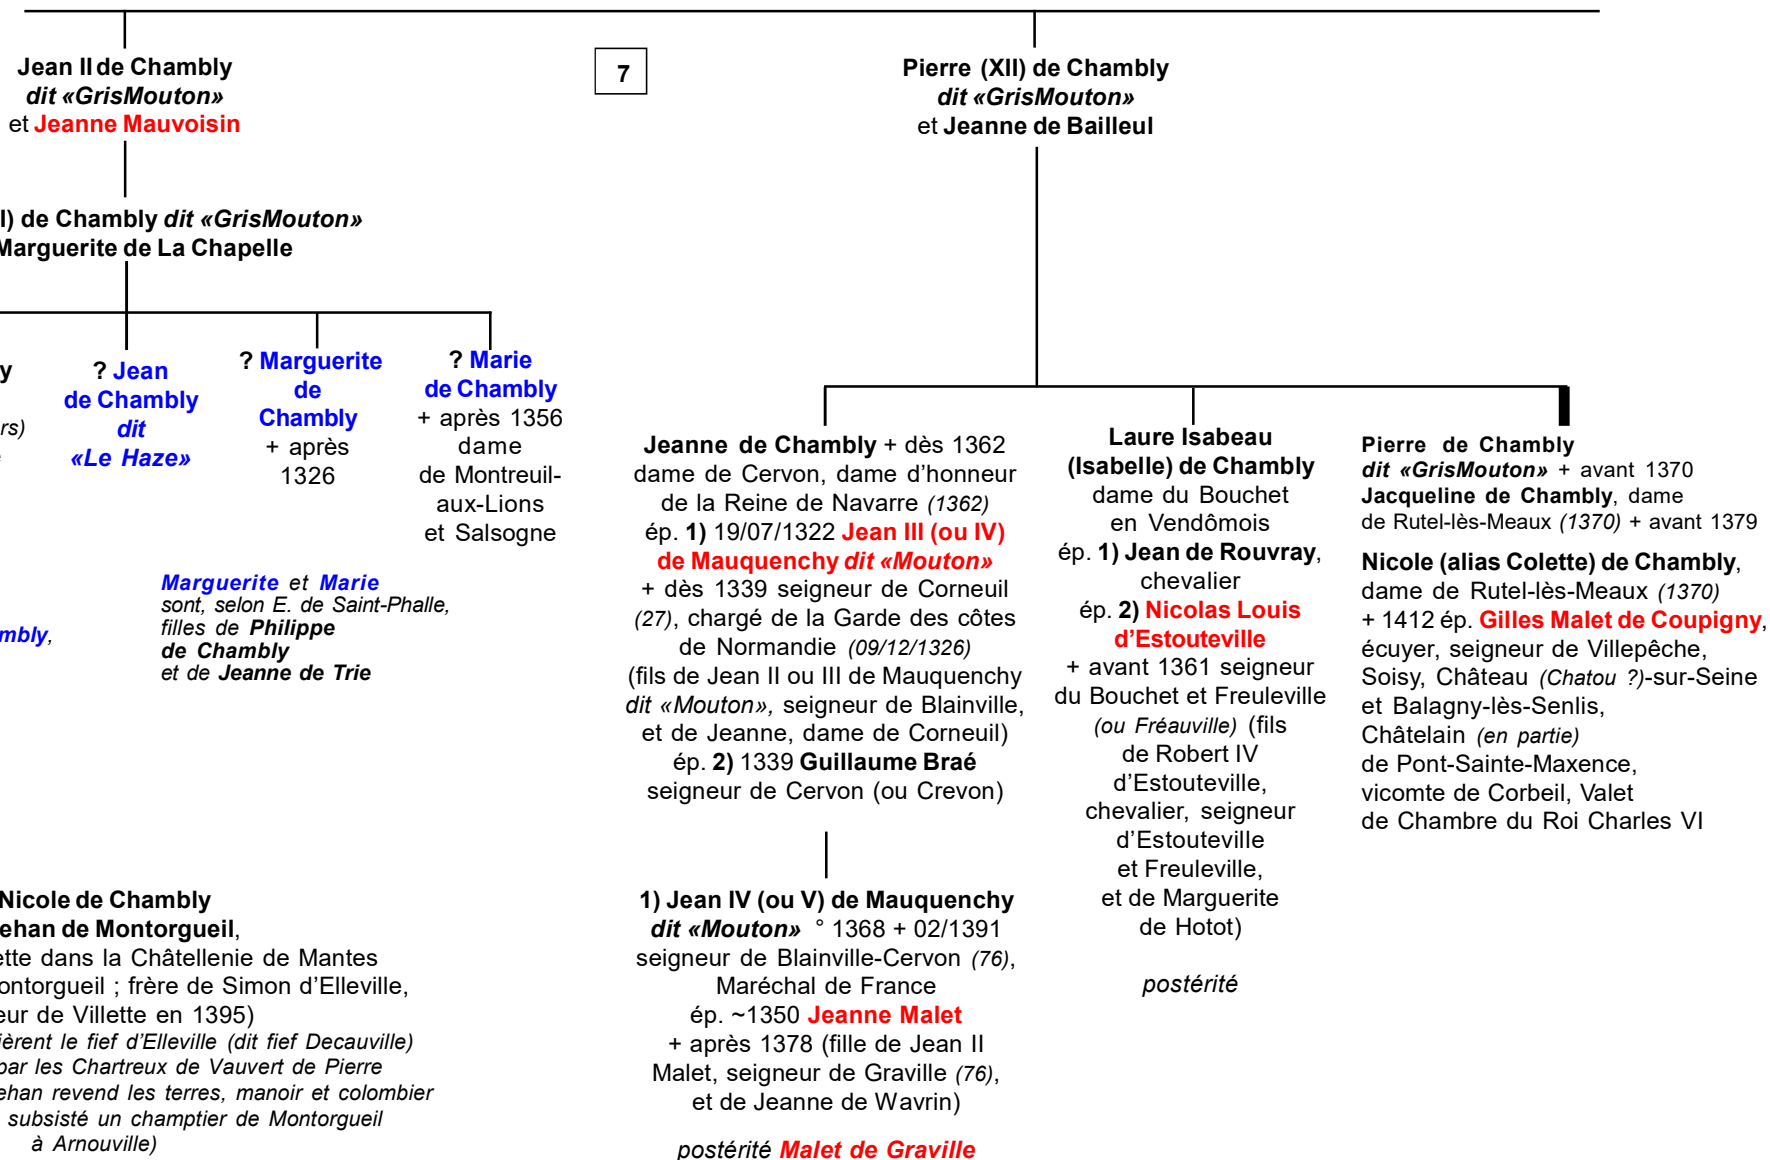 Jean II de Chambly
dit «GrisMouton»
et Jeanne Mauvoisin
7
Pierre (XII) de Chambly
dit «GrisMouton»
et Jeanne de Bailleul
I) de Chambly dit «GrisMouton»
Marguerite de La Chapelle
y
rs)
? Jean
de Chambly
dit
«Le Haze»
? Marguerite
de
Chambly
+ après
1326
? Marie
de Chambly
+ après 1356
dame
de Montreuil-
aux-Lions
et Salsogne
Marguerite et Marie
sont, selon E. de Saint-Phalle,
filles de Philippe
de Chambly
et de Jeanne de Trie
mbly,
Jeanne de Chambly + dès 1362
dame de Cervon, dame d'honneur
de la Reine de Navarre (1362)
ép. 1) 19/07/1322 Jean III (ou IV)
de Mauquenchy dit «Mouton»
+ dès 1339 seigneur de Corneuil
(27), chargé de la Garde des côtes
de Normandie (09/12/1326)
(fils de Jean II ou III de Mauquenchy
dit «Mouton», seigneur de Blainville,
et de Jeanne, dame de Corneuil)
ép. 2) 1339 Guillaume Braé
seigneur de Cervon (ou Crevon)
Laure Isabeau
(Isabelle) de Chambly
dame du Bouchet
en Vendômois
ép. 1) Jean de Rouvray,
chevalier
ép. 2) Nicolas Louis
d'Estouteville
+ avant 1361 seigneur
du Bouchet et Freuleville
(ou Fréauville) (fils
de Robert IV
d'Estouteville,
chevalier, seigneur
d'Estouteville
et Freuleville,
et de Marguerite
de Hotot)
postérité
Pierre de Chambly
dit «GrisMouton» + avant 1370
Jacqueline de Chambly, dame
de Rutel-lès-Meaux (1370) + avant 1379
Nicole (alias Colette) de Chambly,
dame de Rutel-lès-Meaux (1370)
+ 1412 ép. Gilles Malet de Coupigny,
écuyer, seigneur de Villepêche,
Soisy, Château (Chatou ?)-sur-Seine
et Balagny-lès-Senlis,
Châtelain (en partie)
de Pont-Sainte-Maxence,
vicomte de Corbeil, Valet
de Chambre du Roi Charles VI
Nicole de Chambly
ehan de Montorgueil,
ette dans la Châtellenie de Mantes
ontorgueil ; frère de Simon d'Elleville,
eur de Villette en 1395)
ièrent le fief d'Elleville (dit fief Decauville)
par les Chartreux de Vauvert de Pierre
ehan revend les terres, manoir et colombier
subsisté un champtier de Montorgueil
à Arnouville)
1) Jean IV (ou V) de Mauquenchy
dit «Mouton» ° 1368 + 02/1391
seigneur de Blainville-Cervon (76),
Maréchal de France
ép. ~1350 Jeanne Malet
+ après 1378 (fille de Jean II
Malet, seigneur de Graville (76),
et de Jeanne de Wavrin)
postérité Malet de Graville